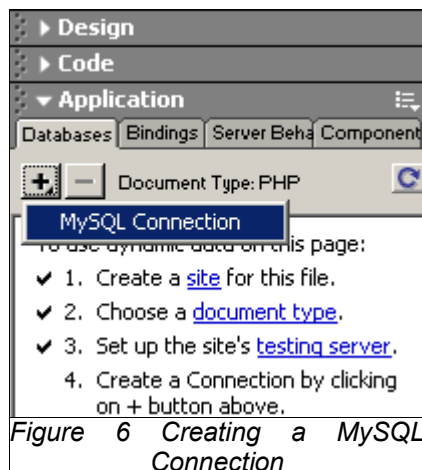 Design
Code
Application
Databases Bindings Server Beha Component
+ − Document Type: PHP
MySQL Connection
To use dynamic data on this page:
1. Create a site for this file.
2. Choose a document type.
3. Set up the site's testing server.
4. Create a Connection by clicking
on + button above.
Figure 6 Creating a MySQL
Connection